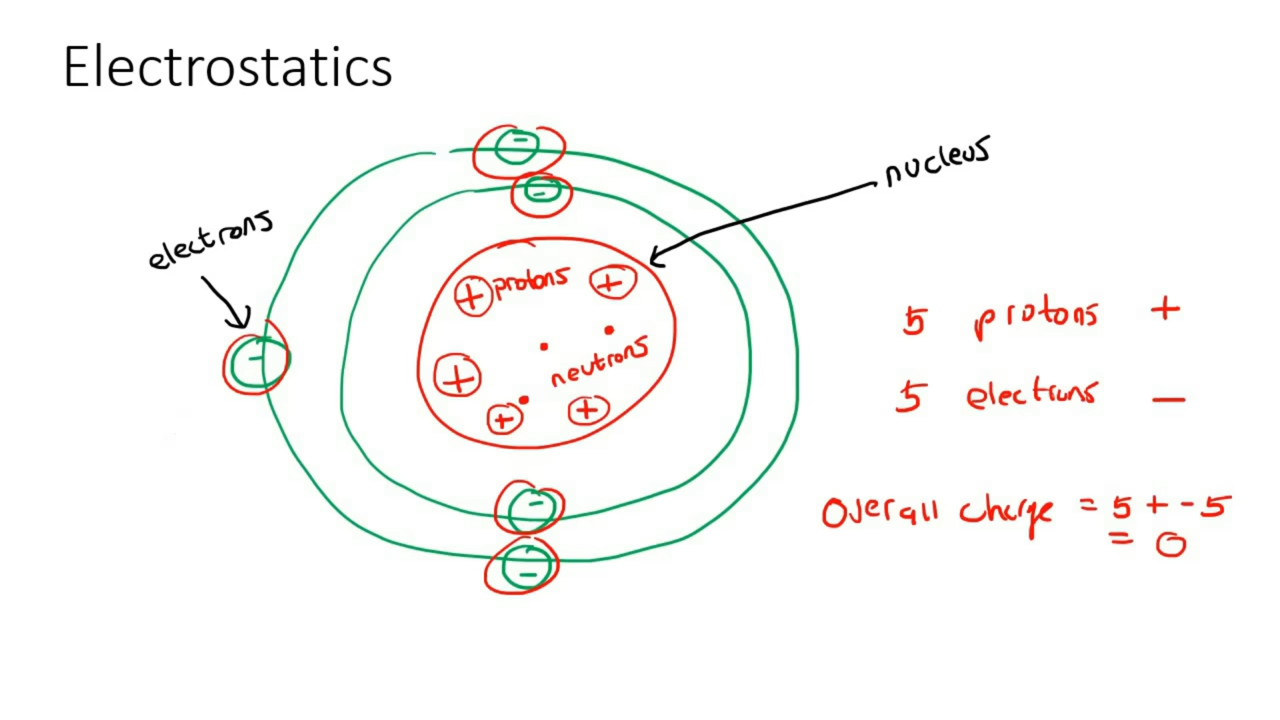 Electrostatics
-
-
nucleus
electrons
+ protons +
-
neutrons
+
+ +
-
-
5 protons +
5 electrons -
Overall charge = 5 + -5
= 0